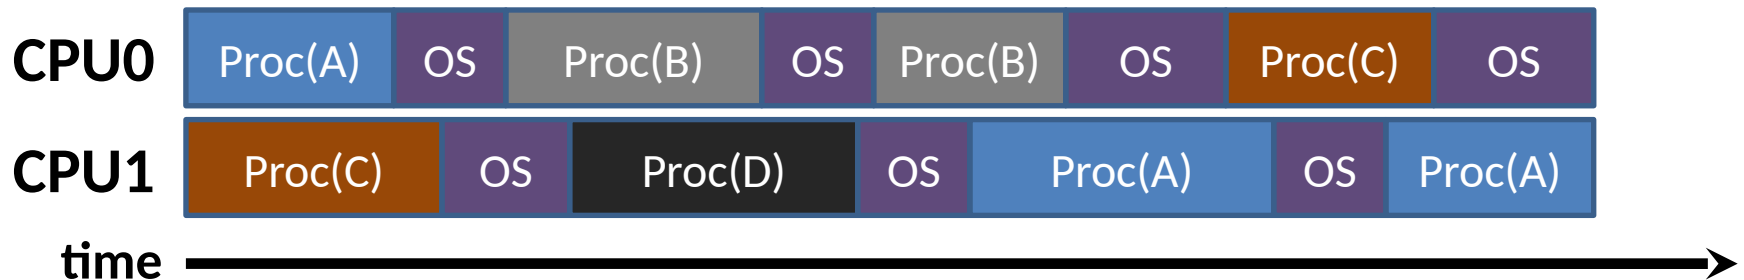 CPU0 Proc(A) OS Proc(B) OS Proc(B) OS Proc(C) OS
CPU1 Proc(C) OS Proc(D) OS Proc(A) OS Proc(A)
time